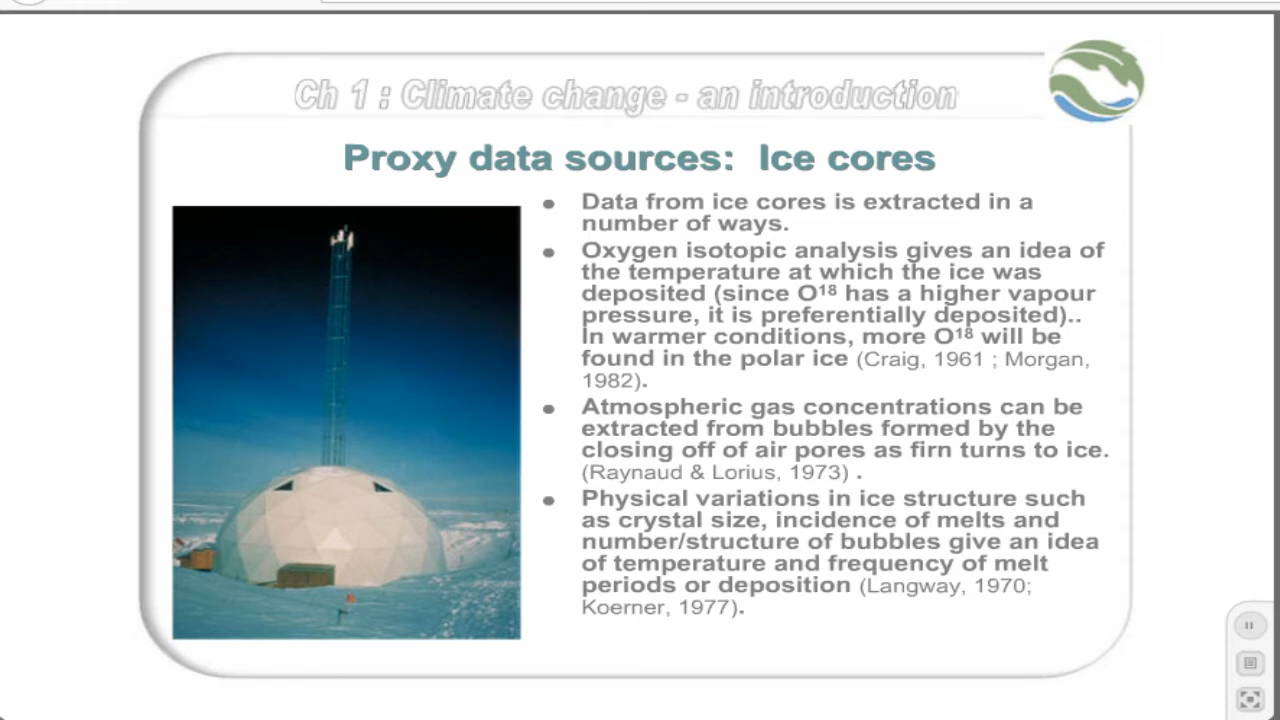 Ch 1 : Climate change - an introduction
Proxy data sources: Ice cores
• Data from ice cores is extracted in a
number of ways.
• Oxygen isotopic analysis gives an idea of
the temperature at which the ice was
deposited (since O¹⁸ has a higher vapour
pressure, it is preferentially deposited)..
In warmer conditions, more O¹⁸ will be
found in the polar ice (Craig, 1961 ; Morgan,
1982).
• Atmospheric gas concentrations can be
extracted from bubbles formed by the
closing off of air pores as firn turns to ice.
(Raynaud & Lorius, 1973) .
• Physical variations in ice structure such
as crystal size, incidence of melts and
number/structure of bubbles give an idea
of temperature and frequency of melt
periods or deposition (Langway, 1970;
Koerner, 1977).